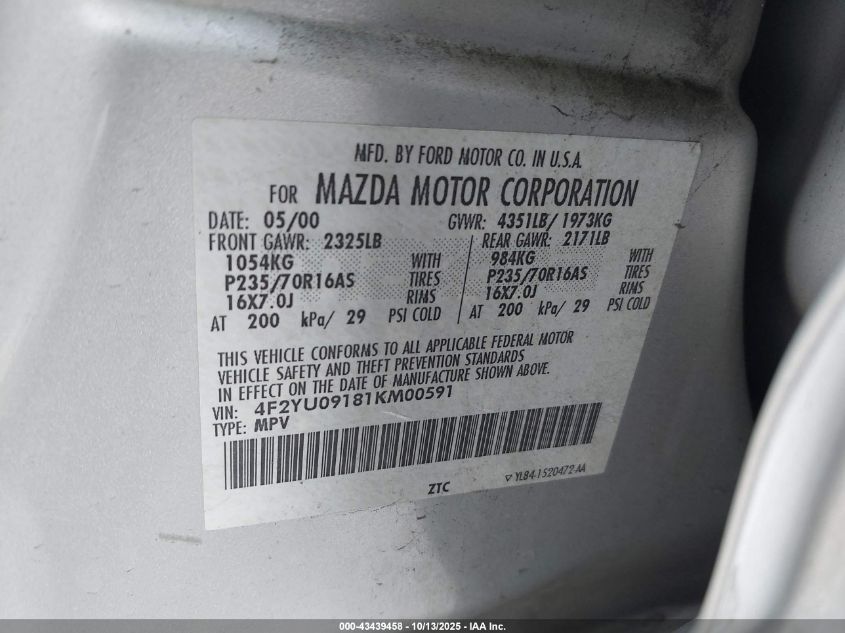 MFD. BY FORD MOTOR CO. IN U.S.A.
FOR MAZDA MOTOR CORPORATION
DATE: 05/00 GVWR: 4351LB/ 1973KG
FRONT GAWR: 2325LB REAR GAWR: 2171LB
1054KG WITH 984KG WITH
P235/70R16AS TIRES P235/70R16AS TIRES
16X7.0J RIMS 16X7.0J RIMS
AT 200 kPa/ 29 PSI COLD AT 200 kPa/ 29 PSI COLD
THIS VEHICLE CONFORMS TO ALL APPLICABLE FEDERAL MOTOR
VEHICLE SAFETY AND THEFT PREVENTION STANDARDS
IN EFFECT ON THE DATE OF MANUFACTURE SHOWN ABOVE.
VIN: 4F2YU09181KM00591
TYPE: MPV
ZTC YL84-1520472-AA
000-43439458 - 10/13/2025 - IAA Inc.